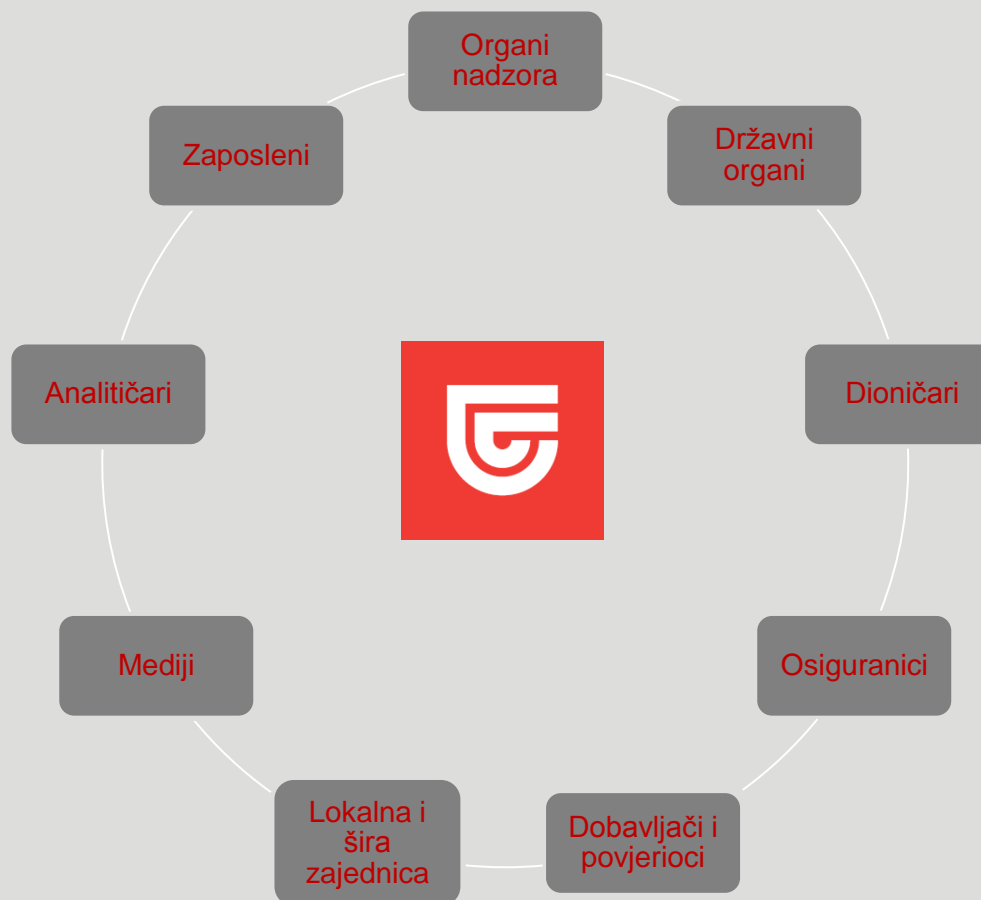 Organi
nadzora
Državni
organi
Dioničari
Osiguranici
Dobavljači i
povjerioci
Lokalna i
šira
zajednica
Mediji
Analitičari
Zaposleni